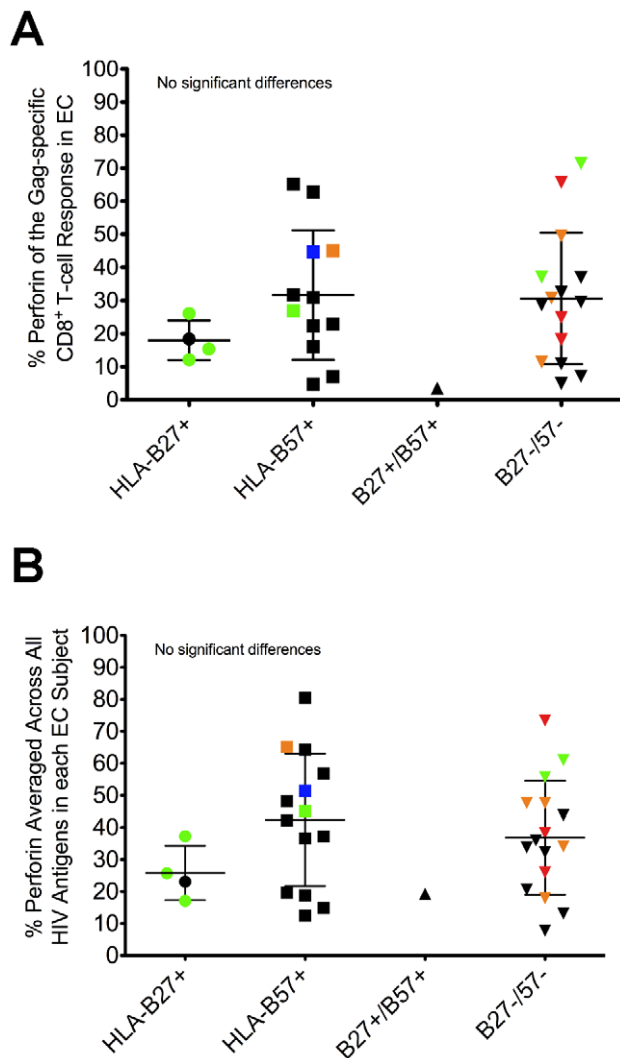 A
% Perforin of the Gag-specific
CD8+ T-cell Response in EC
No significant differences
100
90
80
70
60
50
40
30
20
10
0
HLA-B27+
HLA-B57+
B27+/B57+
B27-/57-
B
% Perforin Averaged Across All
HIV Antigens in each EC Subject
No significant differences
100
90
80
70
60
50
40
30
20
10
0
HLA-B27+
HLA-B57+
B27+/B57+
B27-/57-